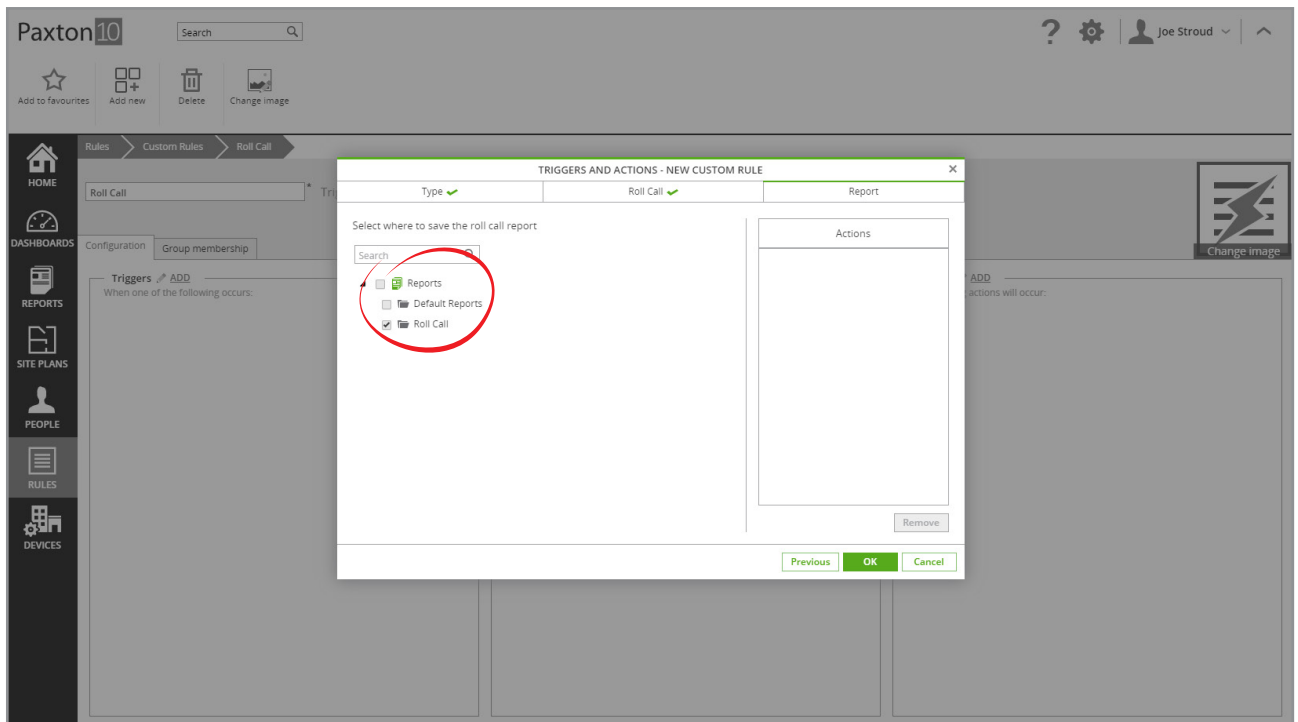 Paxton10
Search
?
Joe Stroud
Add to favourites
Add new
Delete
Change image
HOME
DASHBOARDS
REPORTS
SITE PLANS
PEOPLE
RULES
DEVICES
Rules
Custom Rules
Roll Call
Roll Call
*
Configuration
Group membership
Triggers ADD
When one of the following occurs:
TRIGGERS AND ACTIONS - NEW CUSTOM RULE
Type
Roll Call
Report
Select where to save the roll call report
Search
Reports
Default Reports
Roll Call
Actions
Remove
Previous
OK
Cancel
Change image
ADD
actions will occur: